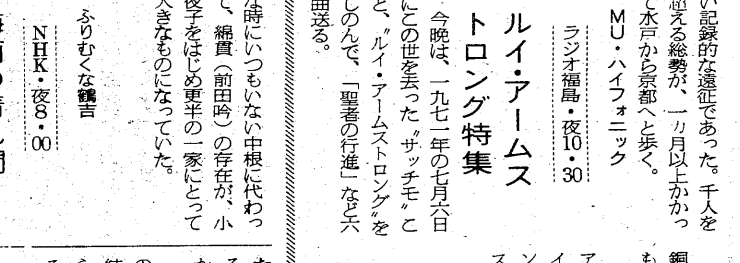 い記録的な遠征であった。千人を
超える総勢が、一カ月以上かかっ
て水戸から京都へと歩く。
MU・ハイフォニック
ラジオ福島・夜10・30
ルイ・アームス
トロング特集
今晩は、一九七一年の七月六日
にこの世を去った〝サッチモ〟こ
と、〝ルイ・アームストロング〟を
しのんで、「聖者の行進」など六
曲送る。
な時にいつもいない中根に代わっ
て、綿貫（前田吟）の存在が、小
夜子をはじめ更半の一家にとって
大きなものになっていた。
ふりむくな鶴吉
NHK・夜8・00